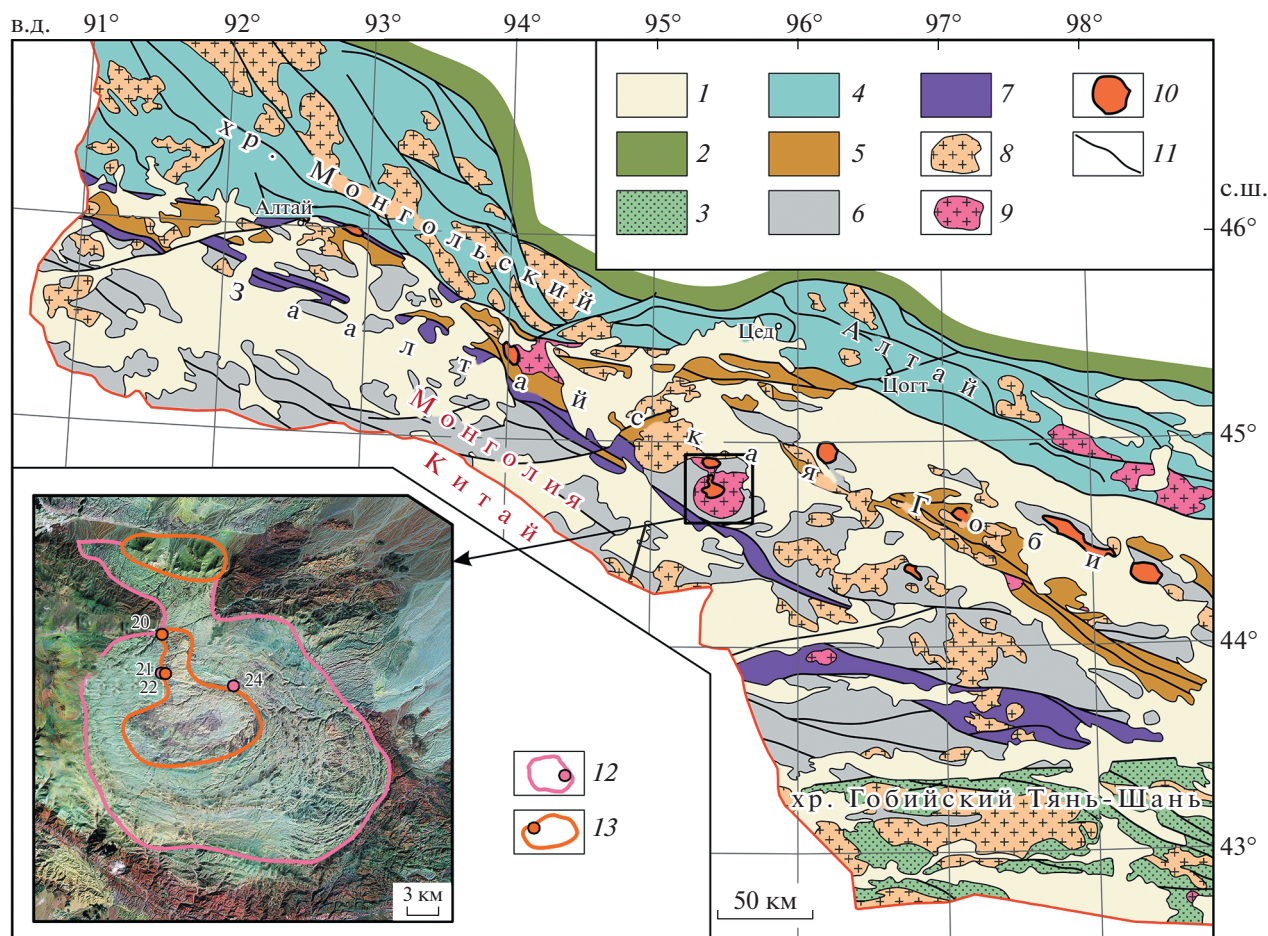 в.д. 91° 92° 93° 94° 95° 96° 97° 98°
1 4 7 10
2 5 8 11
3 6 9
с.ш.
46°
45°
44°
43°
хр. Монгольский
Алтай
Алтай
Заалтайская Гоби
Цед
Цогт
Монголия
Китай
хр. Гобийский Тянь-Шань
20
21
22
24
3 км
12
13
50 км